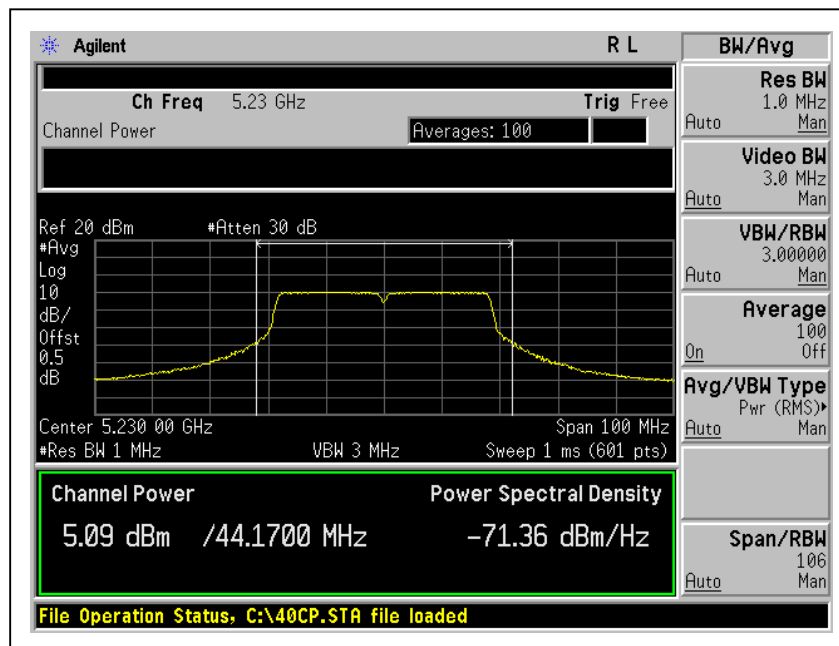 Agilent R L BW/Avg
Ch Freq 5.23 GHz Trig Free
Channel Power Averages: 100
Ref 20 dBm #Atten 30 dB
#Avg
Log
10
dB/
Offst
0.5
dB
Center 5.230 00 GHz Span 100 MHz
#Res BW 1 MHz VBW 3 MHz Sweep 1 ms (601 pts)
Channel Power Power Spectral Density
5.09 dBm /44.1700 MHz -71.36 dBm/Hz
File Operation Status, C:\40CP.STA file loaded
Res BW
1.0 MHz
Auto Man
Video BW
3.0 MHz
Auto Man
VBW/RBW
3.00000
Auto Man
Average
100
On Off
Avg/VBW Type
Pwr (RMS)▸
Auto Man
Span/RBW
106
Auto Man